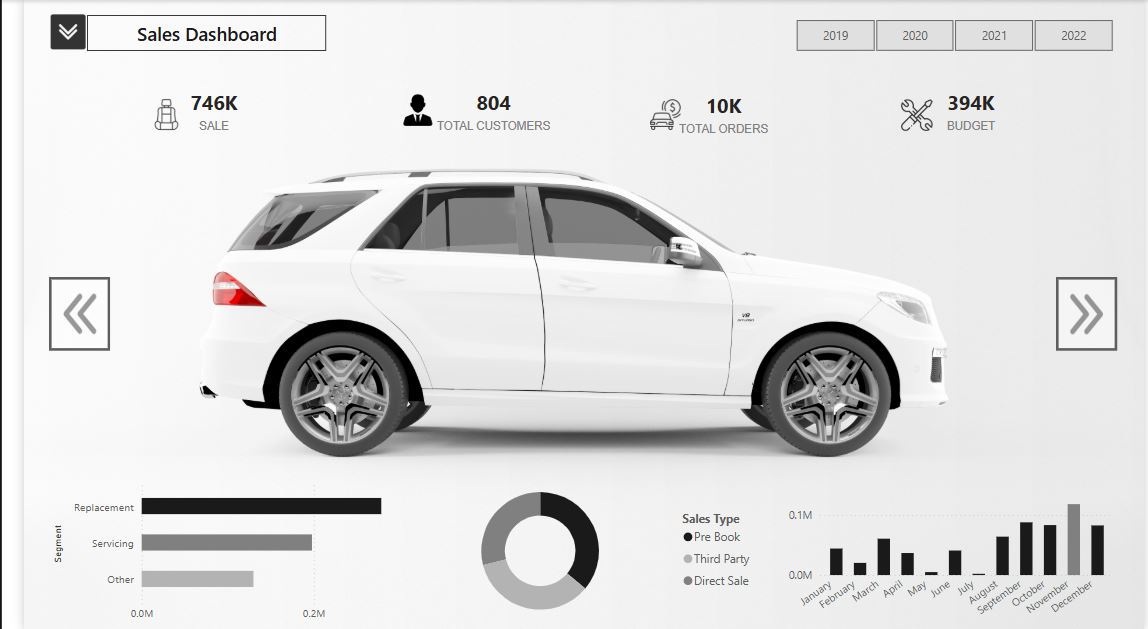 Sales Dashboard
2019
2020
2021
2022
746K
SALE
804
TOTAL CUSTOMERS
10K
TOTAL ORDERS
394K
BUDGET
V8
Segment
Replacement
Servicing
Other
0.0M
0.2M
Sales Type
Pre Book
Third Party
Direct Sale
0.1M
0.0M
January
February
March
April
May
June
July
August
September
October
November
December